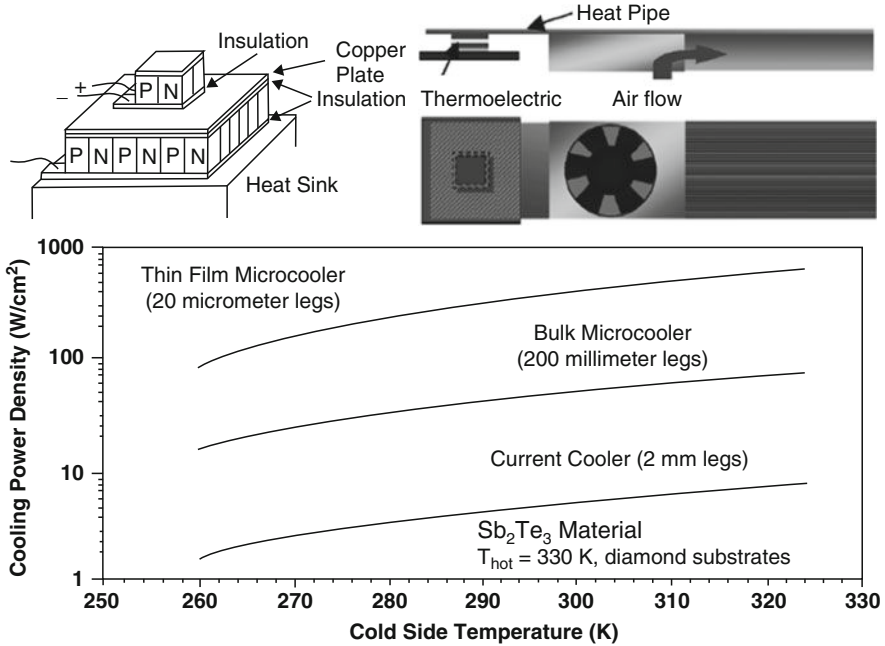 Insulation
Copper
Plate
Insulation
+
−
P N
P N P N P N
Heat Sink
Heat Pipe
Thermoelectric
Air flow
Cooling Power Density (W/cm²)
1000
100
10
1
Thin Film Microcooler
(20 micrometer legs)
Bulk Microcooler
(200 millimeter legs)
Current Cooler (2 mm legs)
Sb₂Te₃ Material
T_hot = 330 K, diamond substrates
250 260 270 280 290 300 310 320 330
Cold Side Temperature (K)